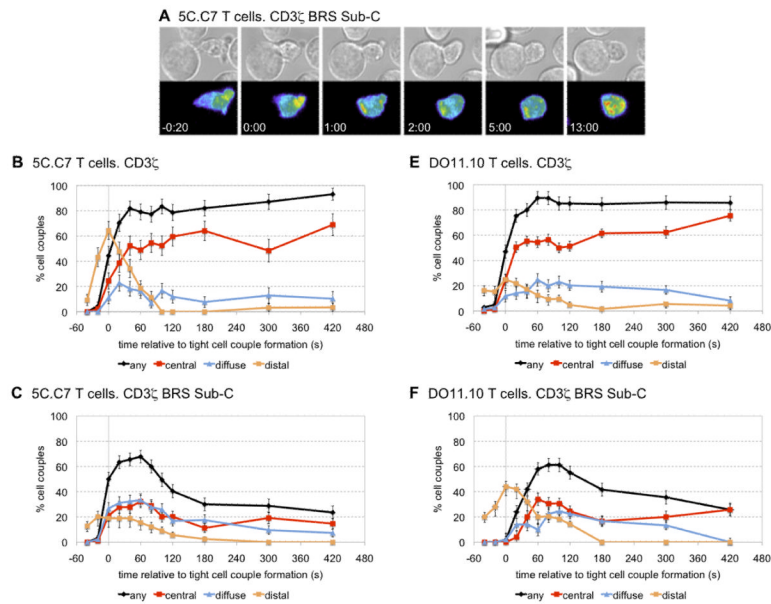 A 5C.C7 T cells. CD3ζ BRS Sub-C
-0:20 0:00 1:00 2:00 5:00 13:00
B 5C.C7 T cells. CD3ζ
100
80
60
40
20
0
% cell couples
-60 0 60 120 180 240 300 360 420 480
time relative to tight cell couple formation (s)
any central diffuse distal
E DO11.10 T cells. CD3ζ
100
80
60
40
20
0
% cell couples
-60 0 60 120 180 240 300 360 420 480
time relative to tight cell couple formation (s)
any central diffuse distal
C 5C.C7 T cells. CD3ζ BRS Sub-C
100
80
60
40
20
0
% cell couples
-60 0 60 120 180 240 300 360 420 480
time relative to tight cell couple formation (s)
any central diffuse distal
F DO11.10 T cells. CD3ζ BRS Sub-C
100
80
60
40
20
0
% cell couples
-60 0 60 120 180 240 300 360 420 480
time relative to tight cell couple formation (s)
any central diffuse distal